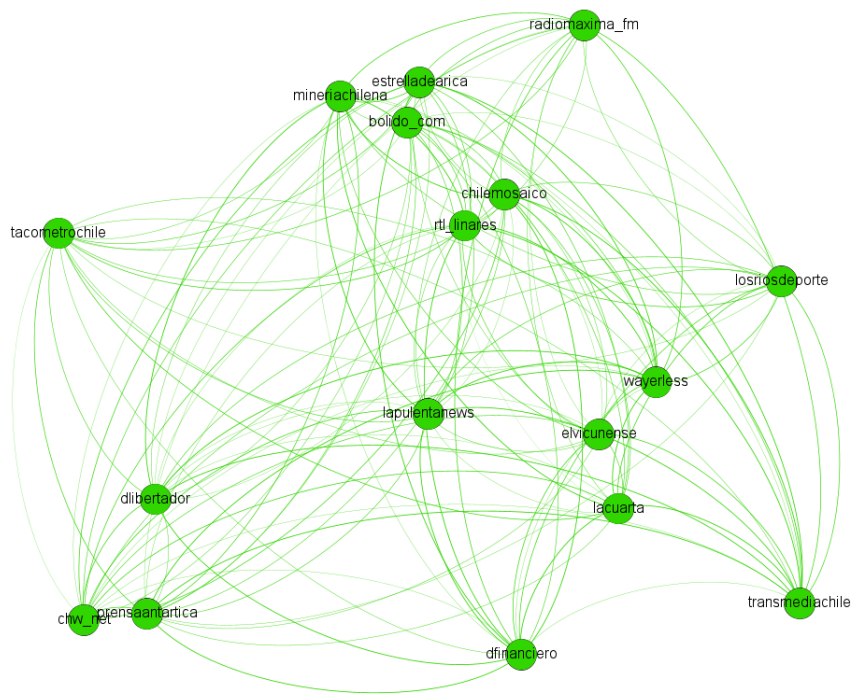 radiomaxima_fm
estrelladearica
mineriachilena
bolido_com
chilemosaico
rtl_linares
tacometrochile
losriosdeporte
wayerless
lapulentanews
elvicunense
dlibertador
lacuarta
transmediachile
chw_net
prensaantartica
dfinanciero